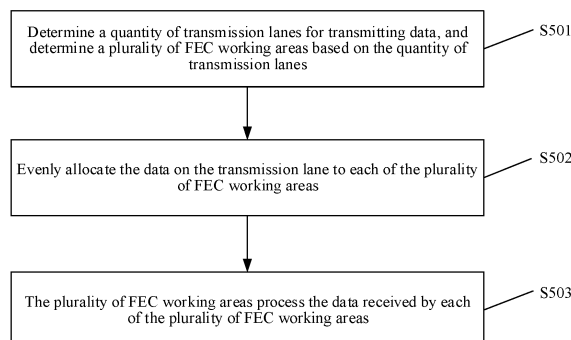 Determine a quantity of transmission lanes for transmitting data, and
determine a plurality of FEC working areas based on the quantity of
transmission lanes
S501
Evenly allocate the data on the transmission lane to each of the plurality
of FEC working areas
S502
The plurality of FEC working areas process the data received by each
of the plurality of FEC working areas
S503